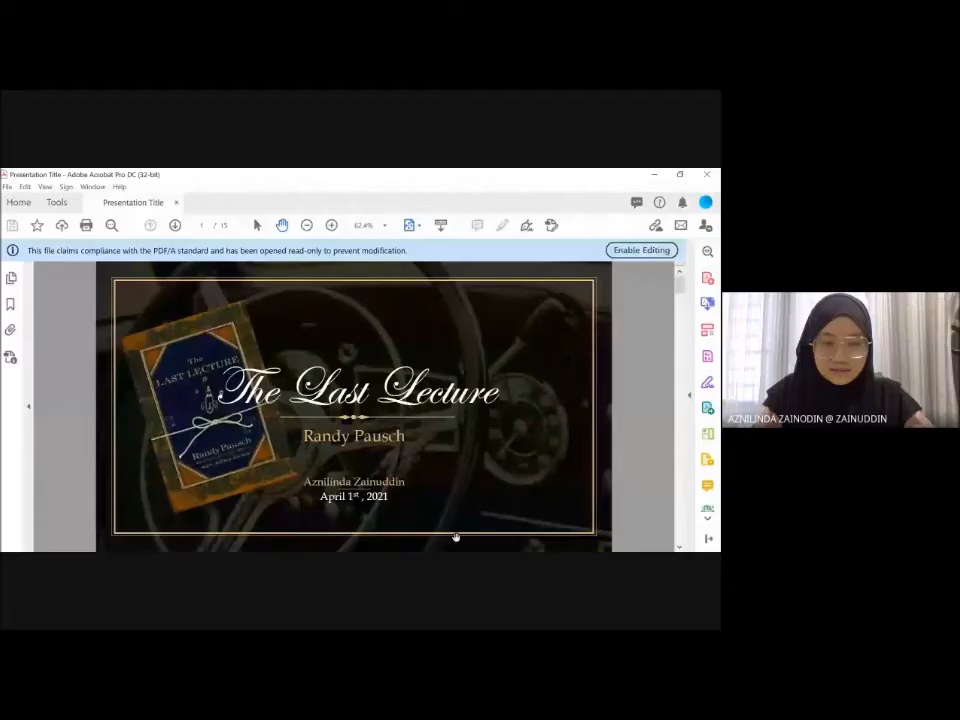 Presentation Title - Adobe Acrobat Pro DC (32-bit)
File Edit View Sign Window Help
Home Tools Presentation Title ×
1 / 15 62.4%
This file claims compliance with the PDF/A standard and has been opened read-only to prevent modification. Enable Editing
The
LAST LECTURE
Randy Pausch
The Last Lecture
Randy Pausch
Aznilinda Zainuddin
April 1st , 2021
AZNILINDA ZAINODIN @ ZAINUDDIN